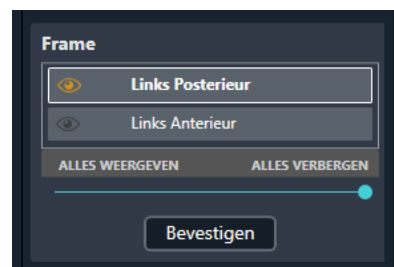 Frame
Links Posterieur
Links Anterieur
ALLES WEERGEVEN ALLES VERBERGEN
Bevestigen